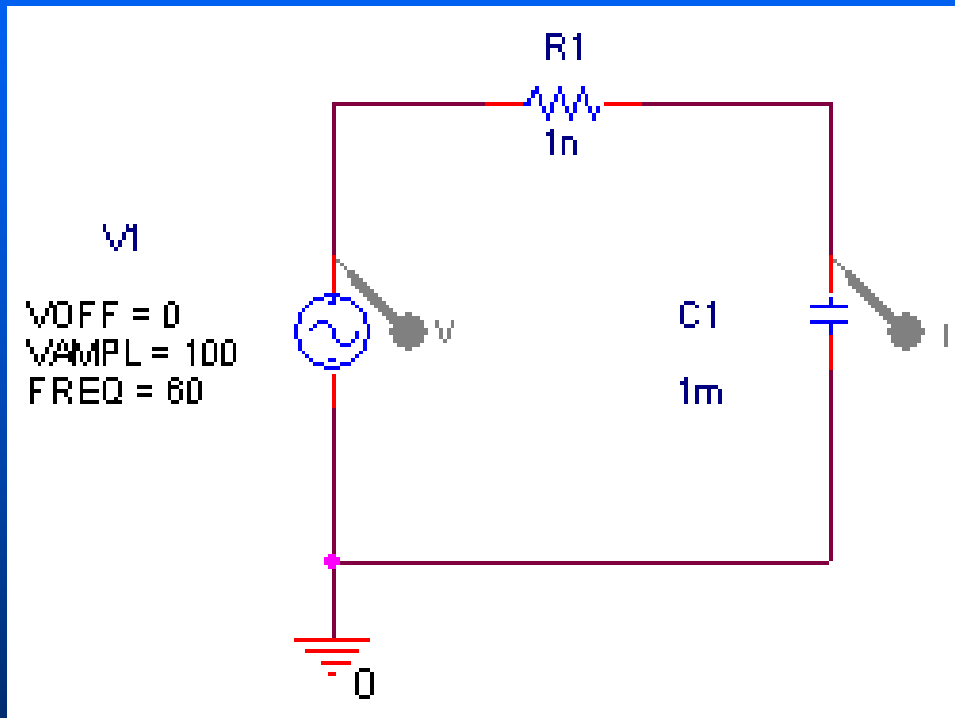 R1
1n
V1
VOFF = 0
VAMPL = 100
FREQ = 60
V
C1
1m
I
0